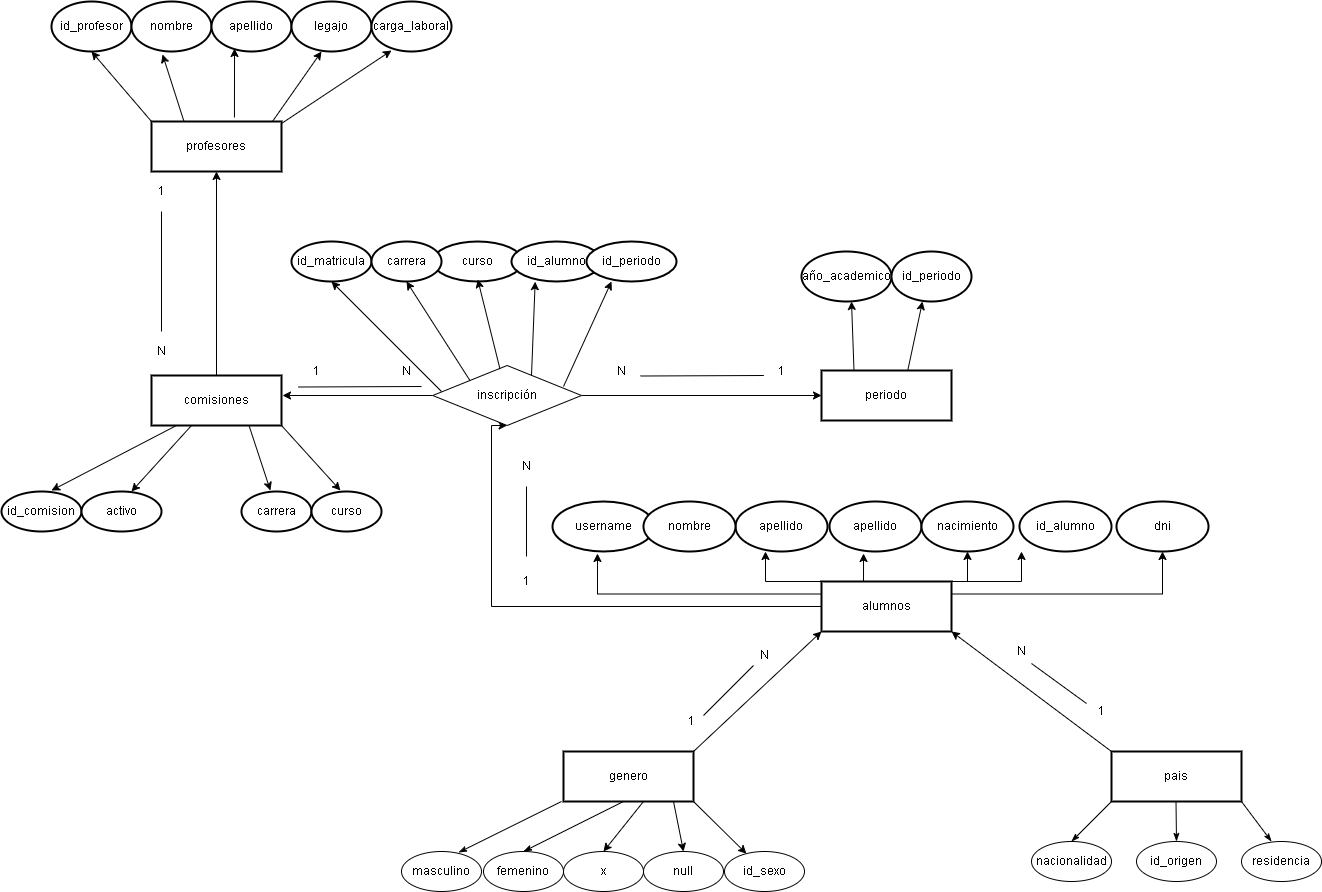 id_profesor
nombre
apellido
legajo
carga_laboral
profesores
1
N
id_matricula
carrera
curso
id_alumno
id_periodo
año_academico
id_periodo
1
N
inscripción
N
1
comisiones
periodo
N
1
id_comision
activo
carrera
curso
username
nombre
apellido
apellido
nacimiento
id_alumno
dni
alumnos
N
1
N
1
genero
pais
masculino
femenino
x
null
id_sexo
nacionalidad
id_origen
residencia